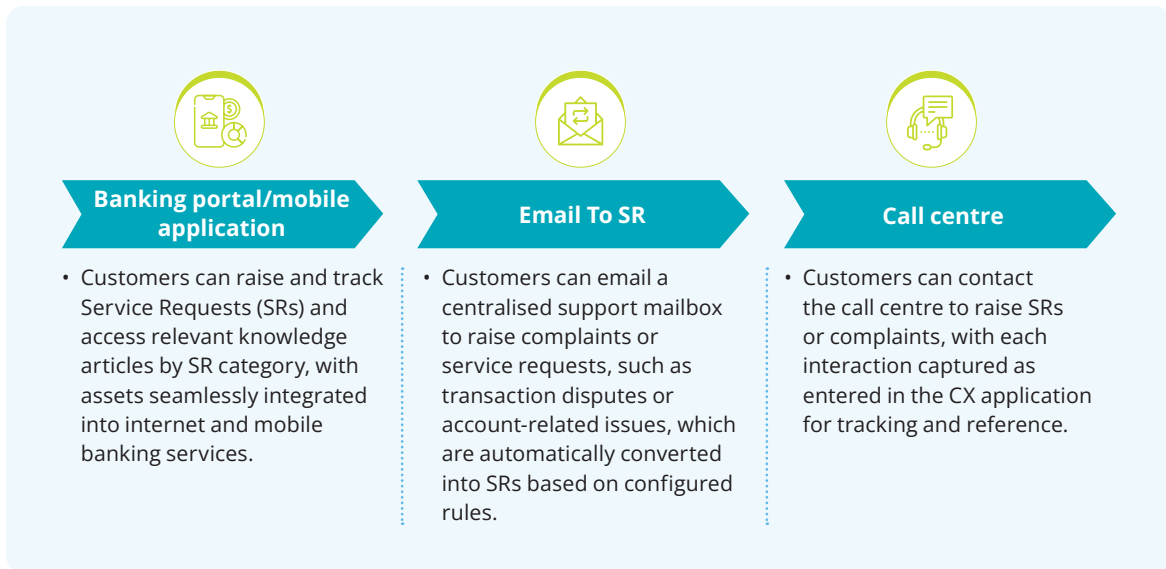 Banking portal/mobile
application
• Customers can raise and track
Service Requests (SRs) and
access relevant knowledge
articles by SR category, with
assets seamlessly integrated
into internet and mobile
banking services.
Email To SR
• Customers can email a
centralised support mailbox
to raise complaints or
service requests, such as
transaction disputes or
account-related issues, which
are automatically converted
into SRs based on configured
rules.
Call centre
• Customers can contact
the call centre to raise SRs
or complaints, with each
interaction captured as
entered in the CX application
for tracking and reference.